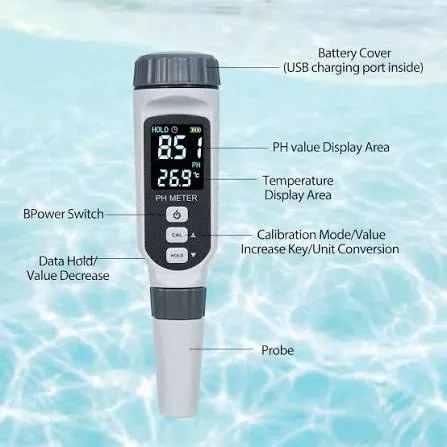 Battery Cover
(USB charging port inside)
HOLD
8.51
PH
PH value Display Area
26.9°C
Temperature
Display Area
PH METER
BPower Switch
CAL
Calibration Mode/Value
Increase Key/Unit Conversion
HOLD
Data Hold/
Value Decrease
Probe